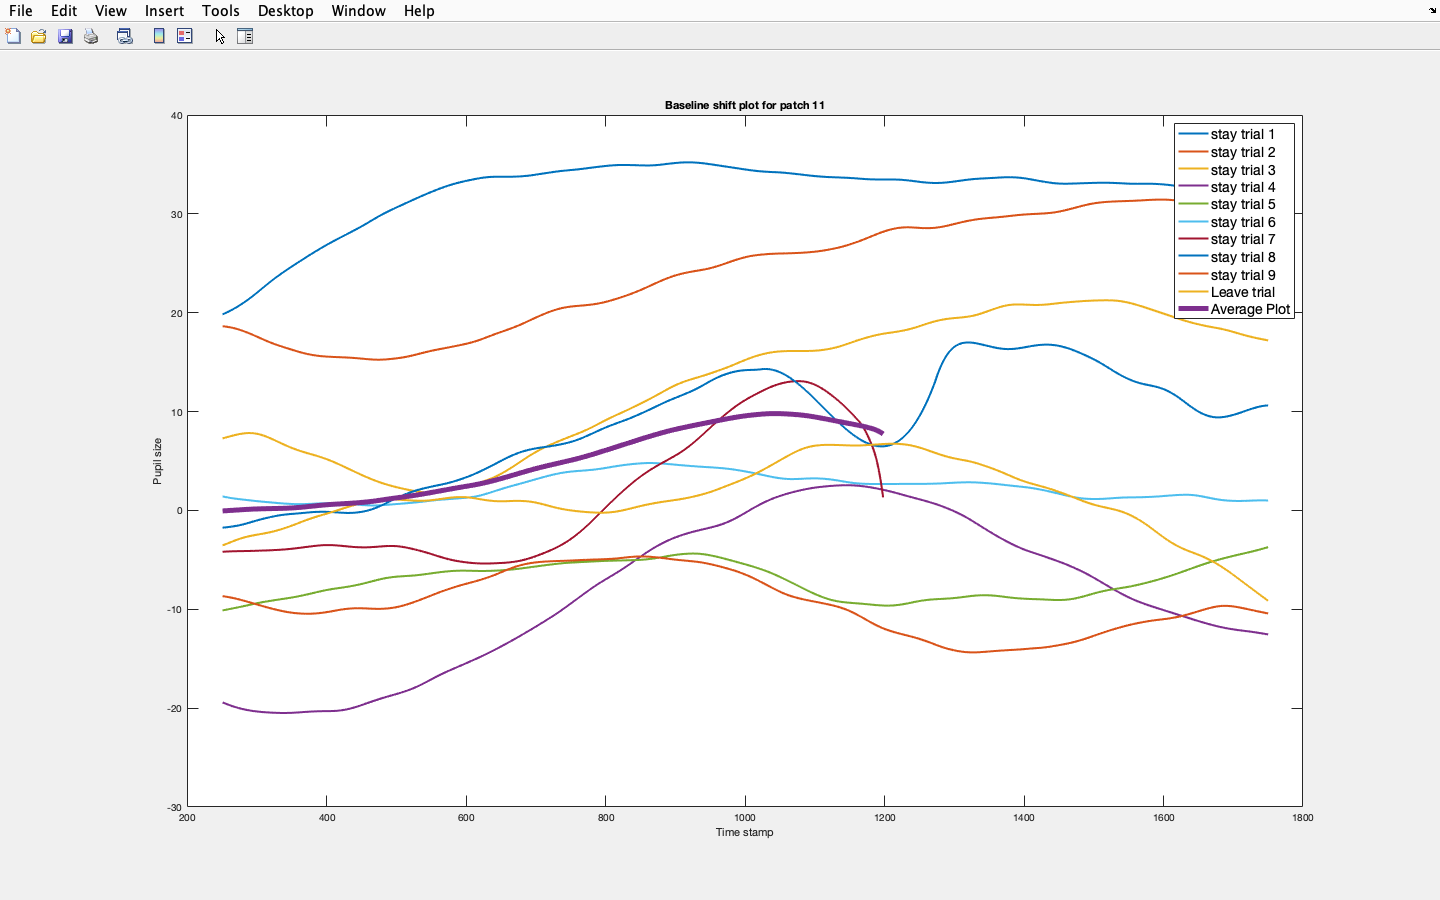 File Edit View Insert Tools Desktop Window Help
Baseline shift plot for patch 11
40
30
20
10
0
-10
-20
-30
Pupil size
200 400 600 800 1000 1200 1400 1600 1800
Time stamp
stay trial 1
stay trial 2
stay trial 3
stay trial 4
stay trial 5
stay trial 6
stay trial 7
stay trial 8
stay trial 9
Leave trial
Average Plot